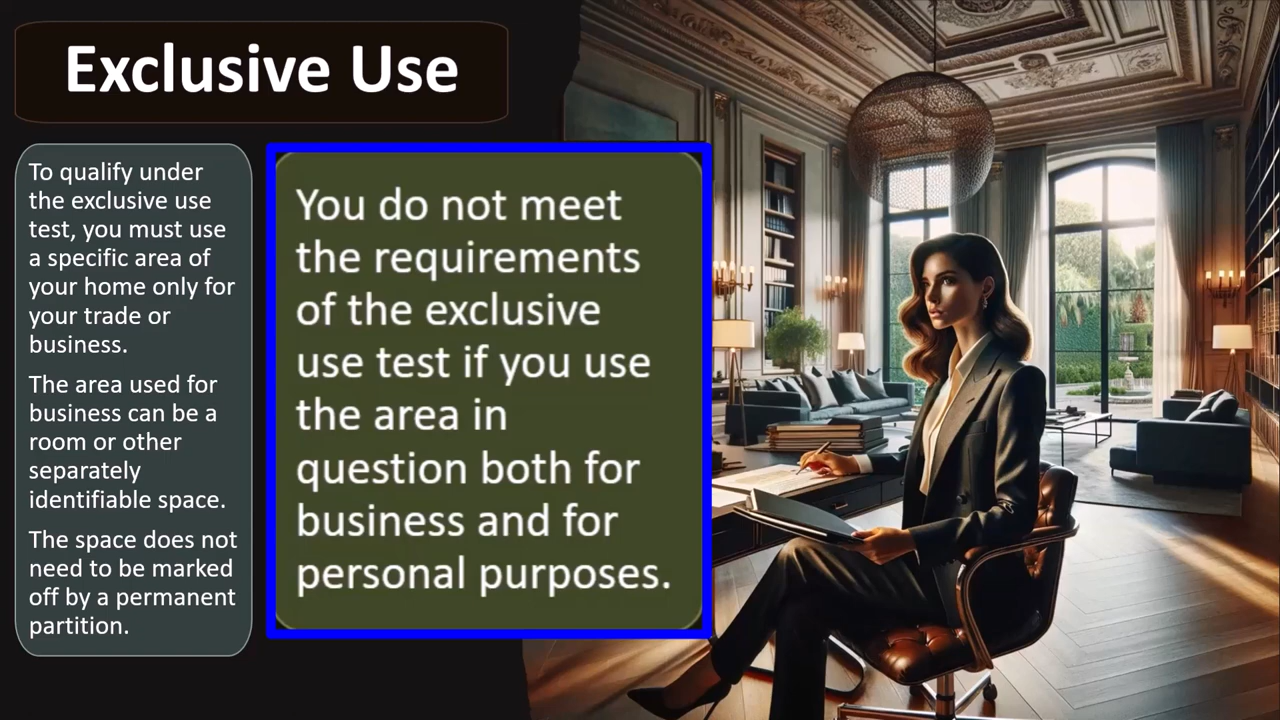 Exclusive Use
To qualify under
the exclusive use
test, you must use
a specific area of
your home only for
your trade or
business.
The area used for
business can be a
room or other
separately
identifiable space.
The space does not
need to be marked
off by a permanent
partition.
You do not meet
the requirements
of the exclusive
use test if you use
the area in
question both for
business and for
personal purposes.